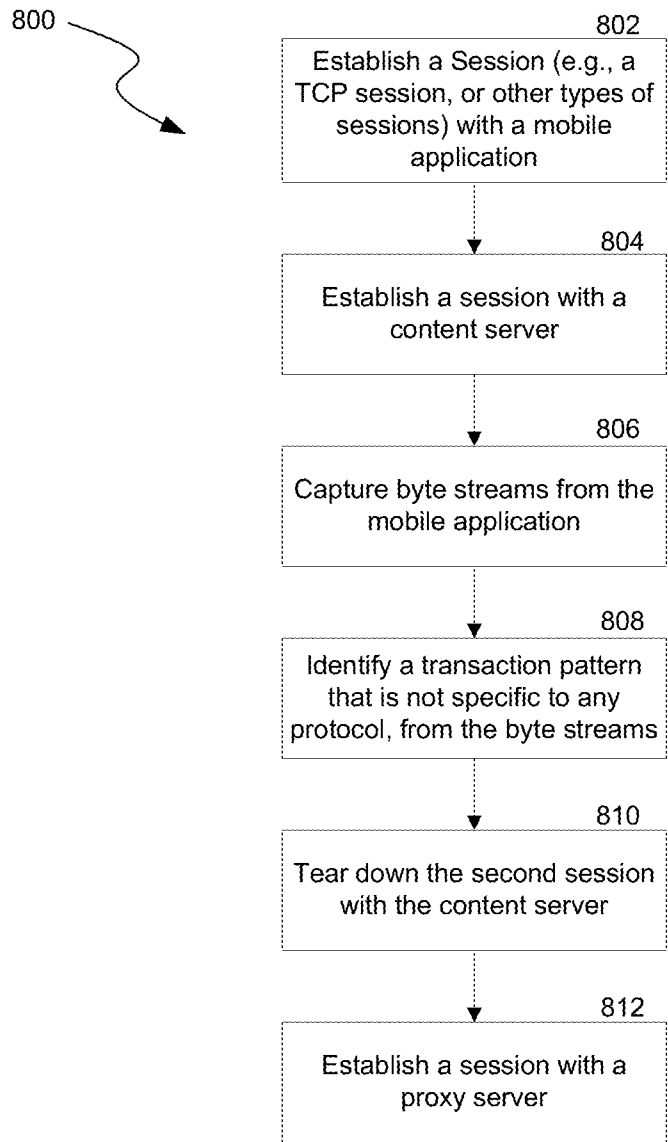 800
802
Establish a Session (e.g., a
TCP session, or other types of
sessions) with a mobile
application
804
Establish a session with a
content server
806
Capture byte streams from the
mobile application
808
Identify a transaction pattern
that is not specific to any
protocol, from the byte streams
810
Tear down the second session
with the content server
812
Establish a session with a
proxy server